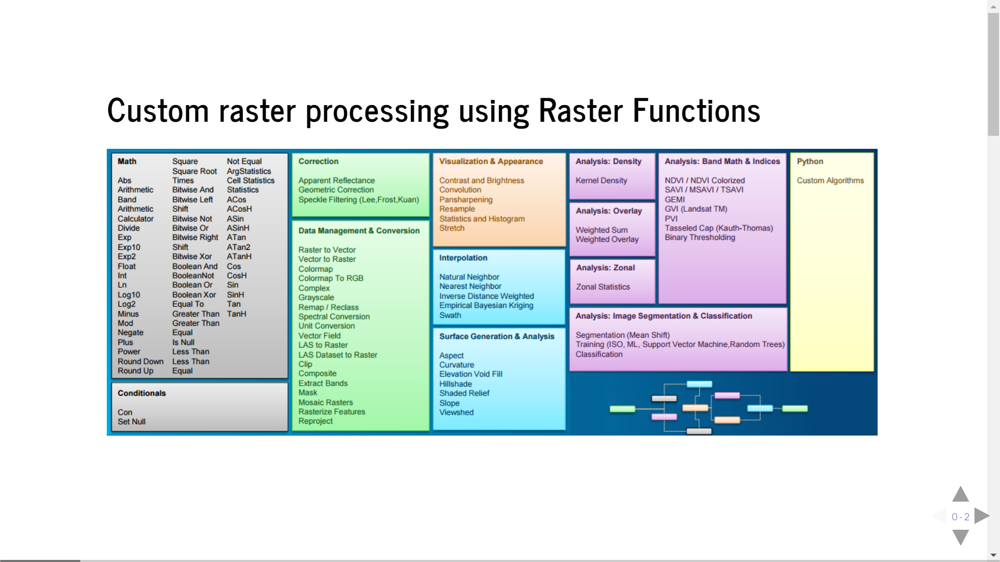 Custom raster processing using Raster Functions
Math
Abs
Arithmetic
Band
Arithmetic
Calculator
Divide
Exp
Exp10
Exp2
Float
Int
Ln
Log10
Log2
Minus
Mod
Negate
Plus
Power
Round Down
Round Up
Square
Square Root
Times
Bitwise And
Bitwise Left
Shift
Bitwise Not
Bitwise Or
Bitwise Right
Shift
Bitwise Xor
Boolean And
BooleanNot
Boolean Or
Boolean Xor
Equal To
Greater Than
Greater Than
Equal
Is Null
Less Than
Less Than
Equal
Not Equal
ArgStatistics
Cell Statistics
Statistics
ACos
ACosH
ASin
ASinH
ATan
ATan2
ATanH
Cos
CosH
Sin
SinH
Tan
TanH
Conditionals
Con
Set Null
Correction
Apparent Reflectance
Geometric Correction
Speckle Filtering (Lee,Frost,Kuan)
Data Management & Conversion
Raster to Vector
Vector to Raster
Colormap
Colormap To RGB
Complex
Grayscale
Remap / Reclass
Spectral Conversion
Unit Conversion
Vector Field
LAS to Raster
LAS Dataset to Raster
Clip
Composite
Extract Bands
Mask
Mosaic Rasters
Rasterize Features
Reproject
Visualization & Appearance
Contrast and Brightness
Convolution
Pansharpening
Resample
Statistics and Histogram
Stretch
Interpolation
Natural Neighbor
Nearest Neighbor
Inverse Distance Weighted
Empirical Bayesian Kriging
Swath
Surface Generation & Analysis
Aspect
Curvature
Elevation Void Fill
Hillshade
Shaded Relief
Slope
Viewshed
Analysis: Density
Kernel Density
Analysis: Overlay
Weighted Sum
Weighted Overlay
Analysis: Zonal
Zonal Statistics
Analysis: Band Math & Indices
NDVI / NDVI Colorized
SAVI / MSAVI / TSAVI
GEMI
GVI (Landsat TM)
PVI
Tasseled Cap (Kauth-Thomas)
Binary Thresholding
Analysis: Image Segmentation & Classification
Segmentation (Mean Shift)
Training (ISO, ML, Support Vector Machine,Random Trees)
Classification
Python
Custom Algorithms
0-2